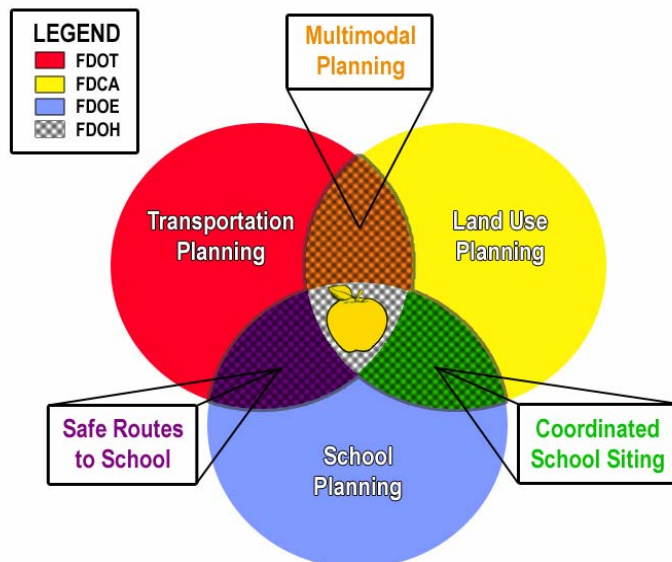 LEGEND
FDOT
FDCA
FDOE
FDOH
Multimodal
Planning
Transportation
Planning
Land Use
Planning
Safe Routes
to School
School
Planning
Coordinated
School Siting